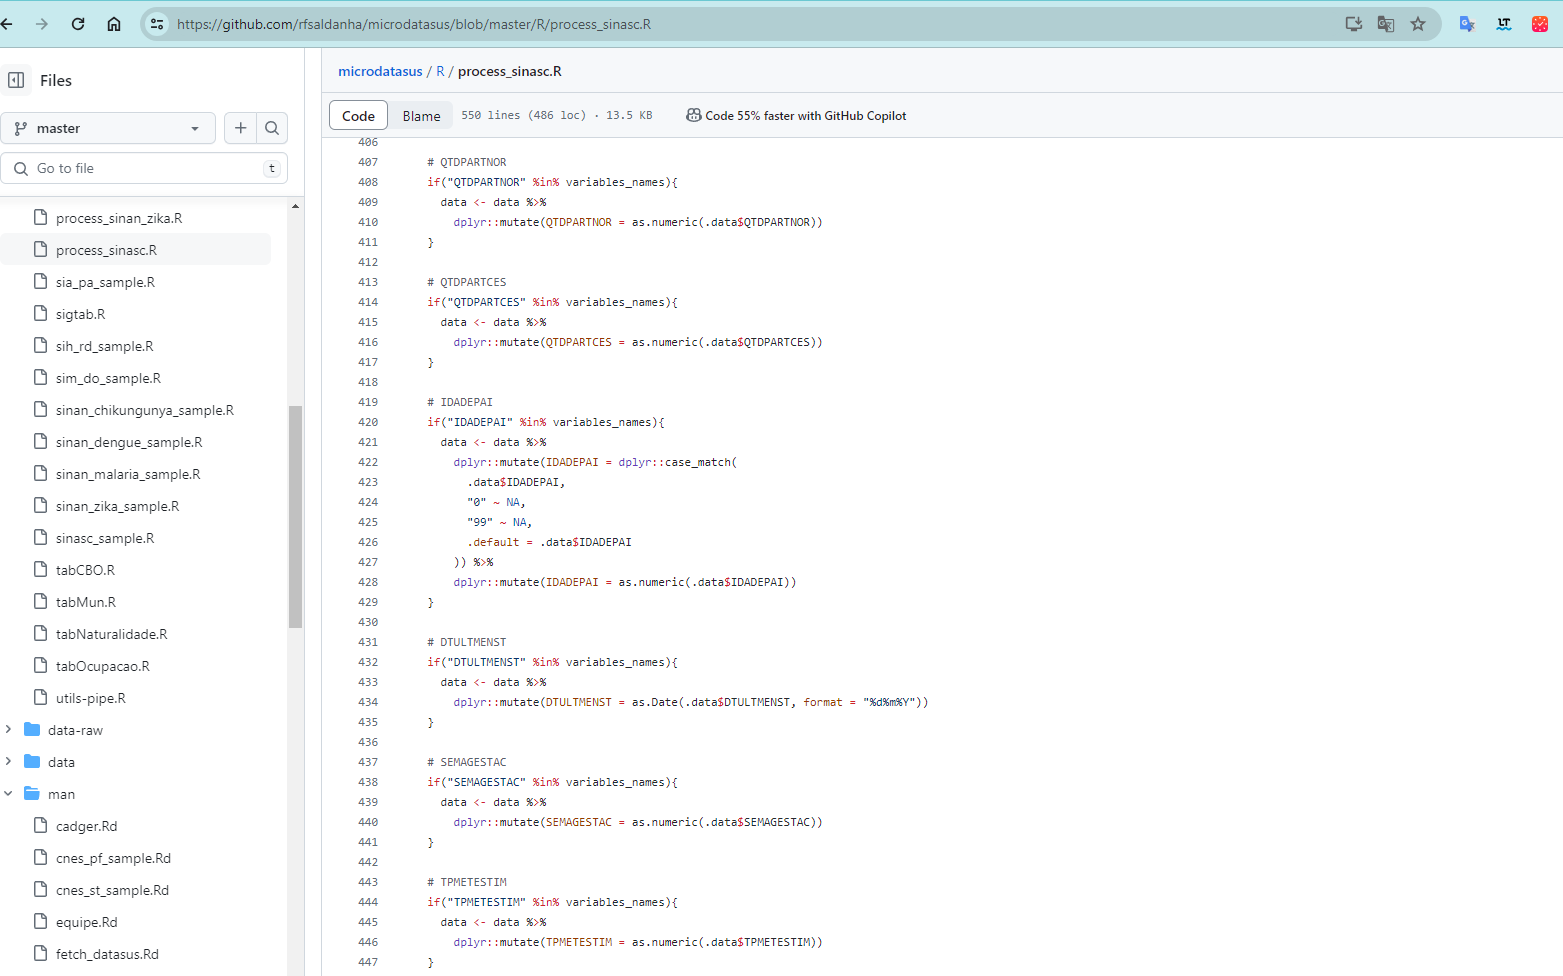 https://github.com/rfsaldanha/microdatasus/blob/master/R/process_sinasc.R
Files
master
Go to file
t
process_sinan_zika.R
process_sinasc.R
sia_pa_sample.R
sigtab.R
sih_rd_sample.R
sim_do_sample.R
sinan_chikungunya_sample.R
sinan_dengue_sample.R
sinan_malaria_sample.R
sinan_zika_sample.R
sinasc_sample.R
tabCBO.R
tabMun.R
tabNaturalidade.R
tabOcupacao.R
utils-pipe.R
data-raw
data
man
cadger.Rd
cnes_pf_sample.Rd
cnes_st_sample.Rd
equipe.Rd
fetch_datasus.Rd
microdatasus / R / process_sinasc.R
Code Blame 550 lines (486 loc) · 13.5 KB Code 55% faster with GitHub Copilot
406
407 # QTDPARTNOR
408 if("QTDPARTNOR" %in% variables_names){
409 data <- data %>%
410 dplyr::mutate(QTDPARTNOR = as.numeric(.data$QTDPARTNOR))
411 }
412
413 # QTDPARTCES
414 if("QTDPARTCES" %in% variables_names){
415 data <- data %>%
416 dplyr::mutate(QTDPARTCES = as.numeric(.data$QTDPARTCES))
417 }
418
419 # IDADEPAI
420 if("IDADEPAI" %in% variables_names){
421 data <- data %>%
422 dplyr::mutate(IDADEPAI = dplyr::case_match(
423 .data$IDADEPAI,
424 "0" ~ NA,
425 "99" ~ NA,
426 .default = .data$IDADEPAI
427 )) %>%
428 dplyr::mutate(IDADEPAI = as.numeric(.data$IDADEPAI))
429 }
430
431 # DTULTMENST
432 if("DTULTMENST" %in% variables_names){
433 data <- data %>%
434 dplyr::mutate(DTULTMENST = as.Date(.data$DTULTMENST, format = "%d%m%Y"))
435 }
436
437 # SEMAGESTAC
438 if("SEMAGESTAC" %in% variables_names){
439 data <- data %>%
440 dplyr::mutate(SEMAGESTAC = as.numeric(.data$SEMAGESTAC))
441 }
442
443 # TPMETESTIM
444 if("TPMETESTIM" %in% variables_names){
445 data <- data %>%
446 dplyr::mutate(TPMETESTIM = as.numeric(.data$TPMETESTIM))
447 }